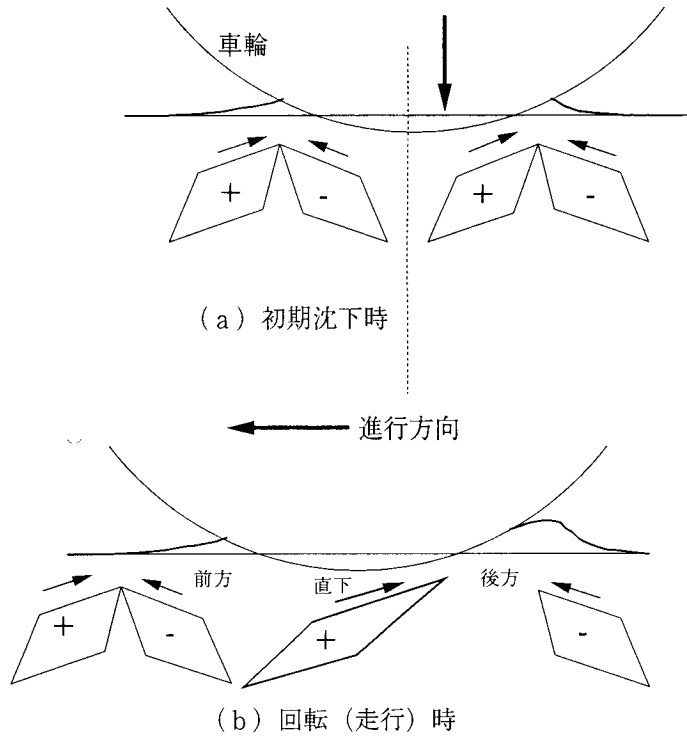 車輪
+ - + -
(a) 初期沈下時
進行方向
前方 直下 後方
+ - + -
(b) 回転(走行)時